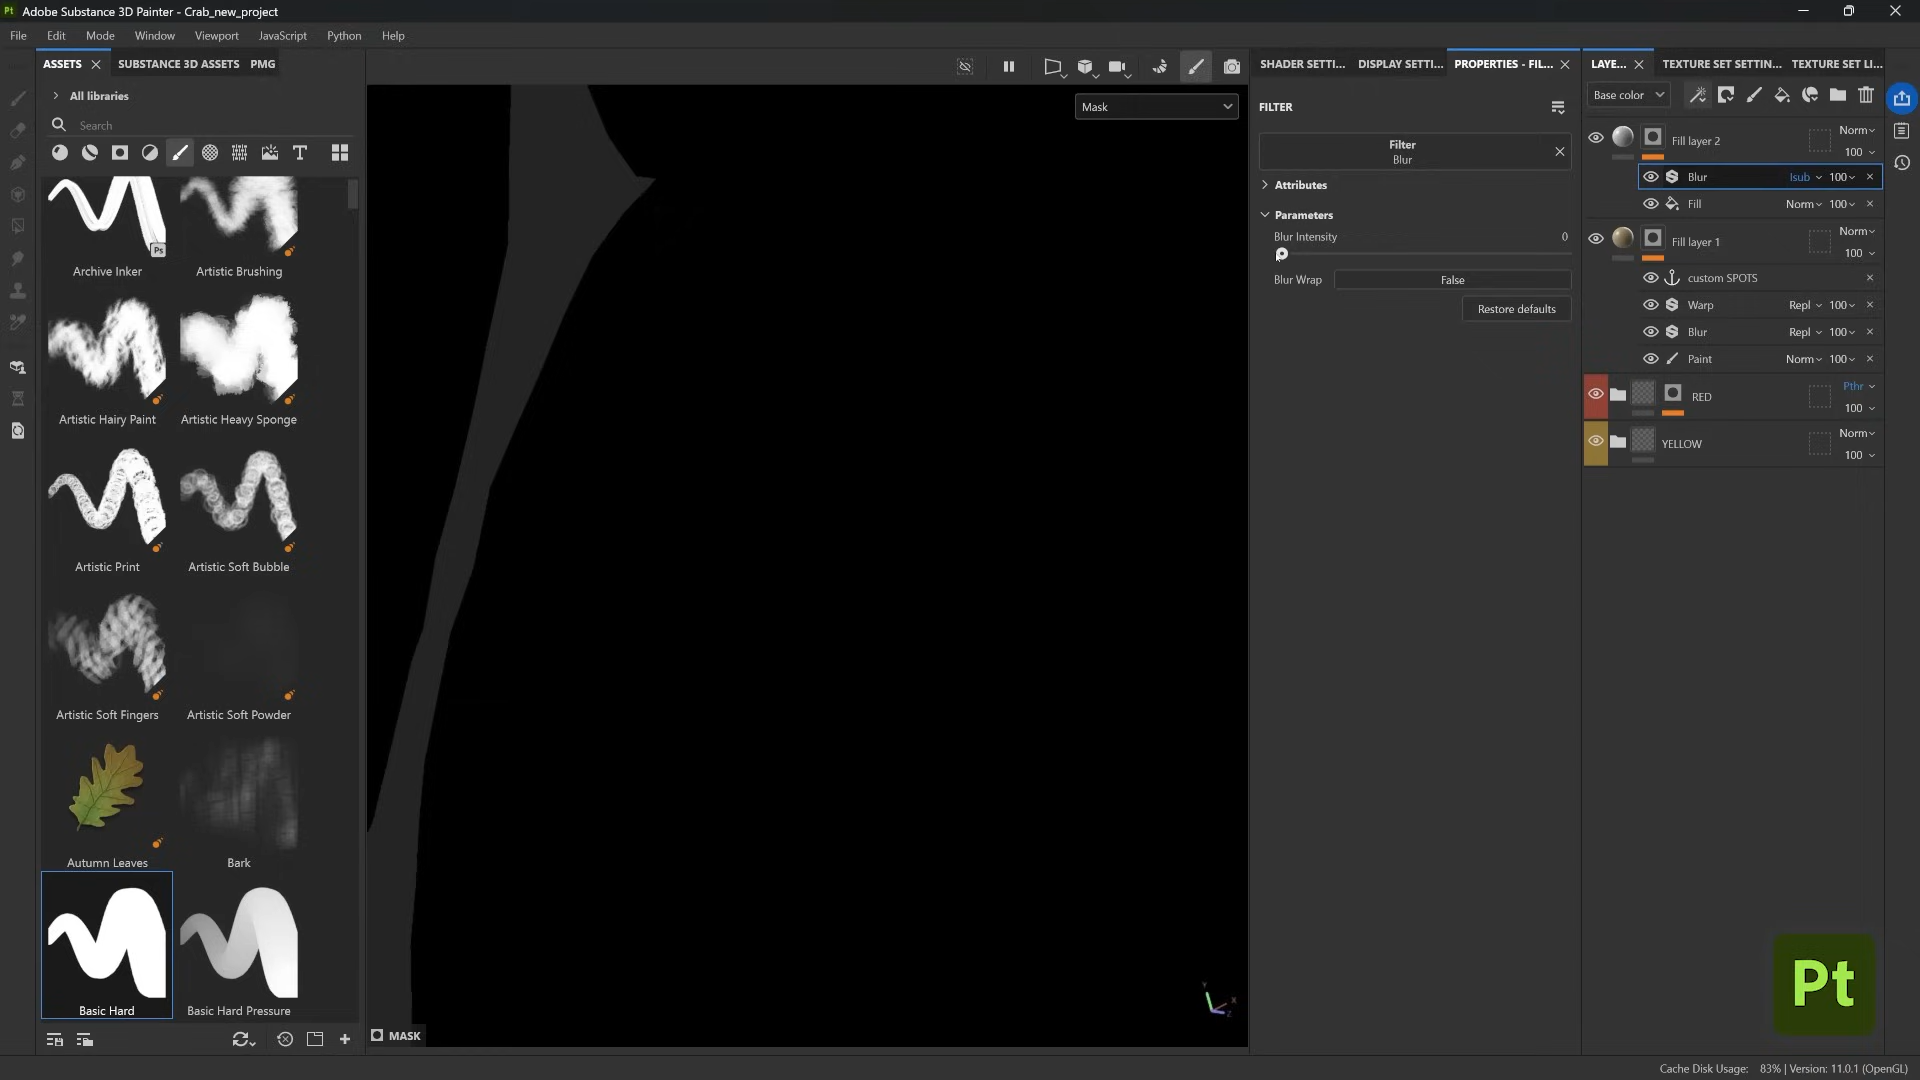 Pt Adobe Substance 3D Painter - Crab_new_project
File Edit Mode Window Viewport JavaScript Python Help
ASSETS SUBSTANCE 3D ASSETS PMG
All libraries
Search
Ps
Archive Inker Artistic Brushing
Artistic Hairy Paint Artistic Heavy Sponge
Artistic Print Artistic Soft Bubble
Artistic Soft Fingers Artistic Soft Powder
Autumn Leaves Bark
Basic Hard Basic Hard Pressure
Mask
MASK
Y
X
Z
SHADER SETTI... DISPLAY SETTI... PROPERTIES - FIL...
FILTER
Filter
Blur
Attributes
Parameters
Blur Intensity 0
Blur Wrap False
Restore defaults
LAYE... TEXTURE SET SETTIN... TEXTURE SET LI...
Base color
Fill layer 2 Norm
100
Blur Isub 100
Fill Norm 100
Fill layer 1 Norm
100
custom SPOTS
Warp Repl 100
Blur Repl 100
Paint Norm 100
RED Pthr
100
YELLOW Norm
100
Pt
Cache Disk Usage: 83% | Version: 11.0.1 (OpenGL)